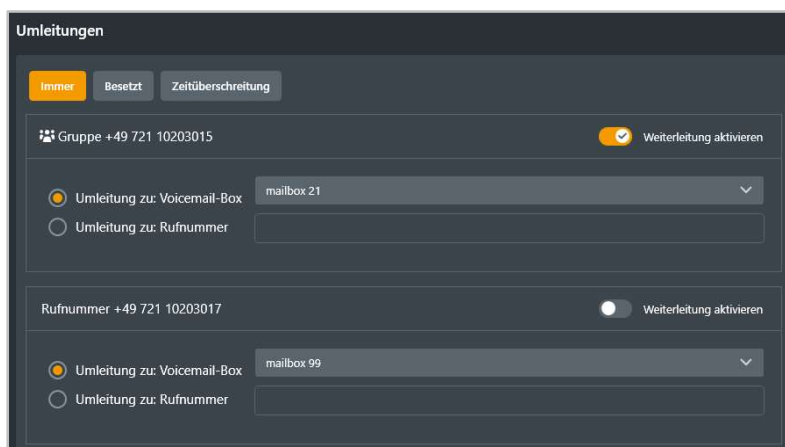 Umleitungen
Immer Besetzt Zeitüberschreitung
Gruppe +49 721 10203015 Weiterleitung aktivieren
Umleitung zu: Voicemail-Box mailbox 21
Umleitung zu: Rufnummer
Rufnummer +49 721 10203017 Weiterleitung aktivieren
Umleitung zu: Voicemail-Box mailbox 99
Umleitung zu: Rufnummer